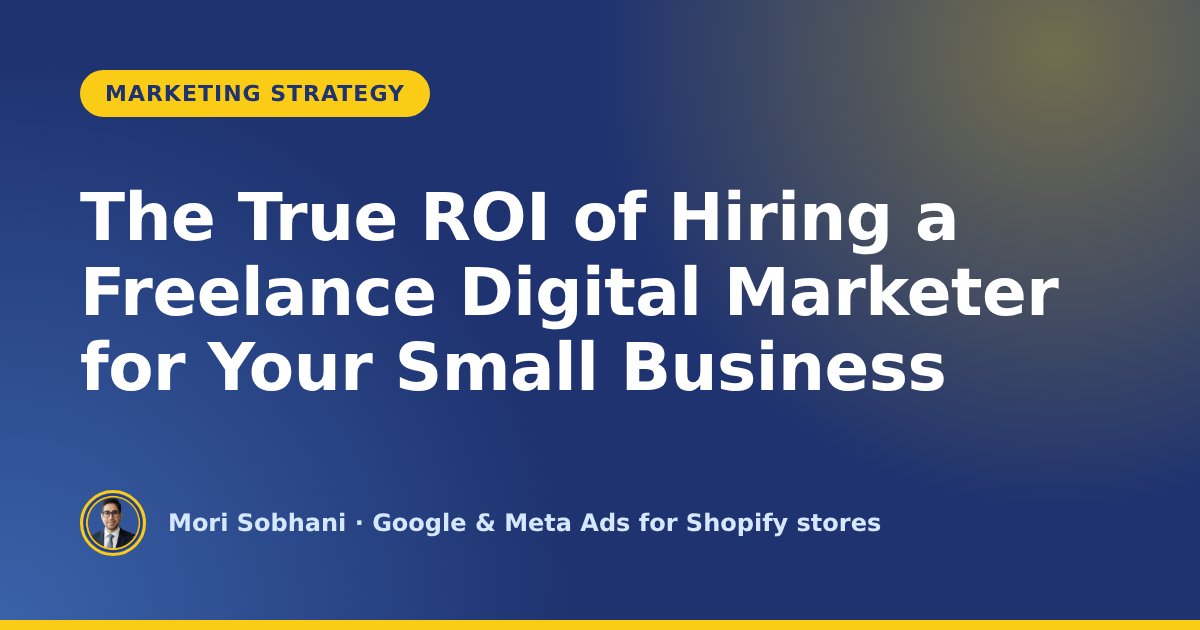 MARKETING STRATEGY
The True ROI of Hiring a
Freelance Digital Marketer
for Your Small Business
Mori Sobhani · Google & Meta Ads for Shopify stores